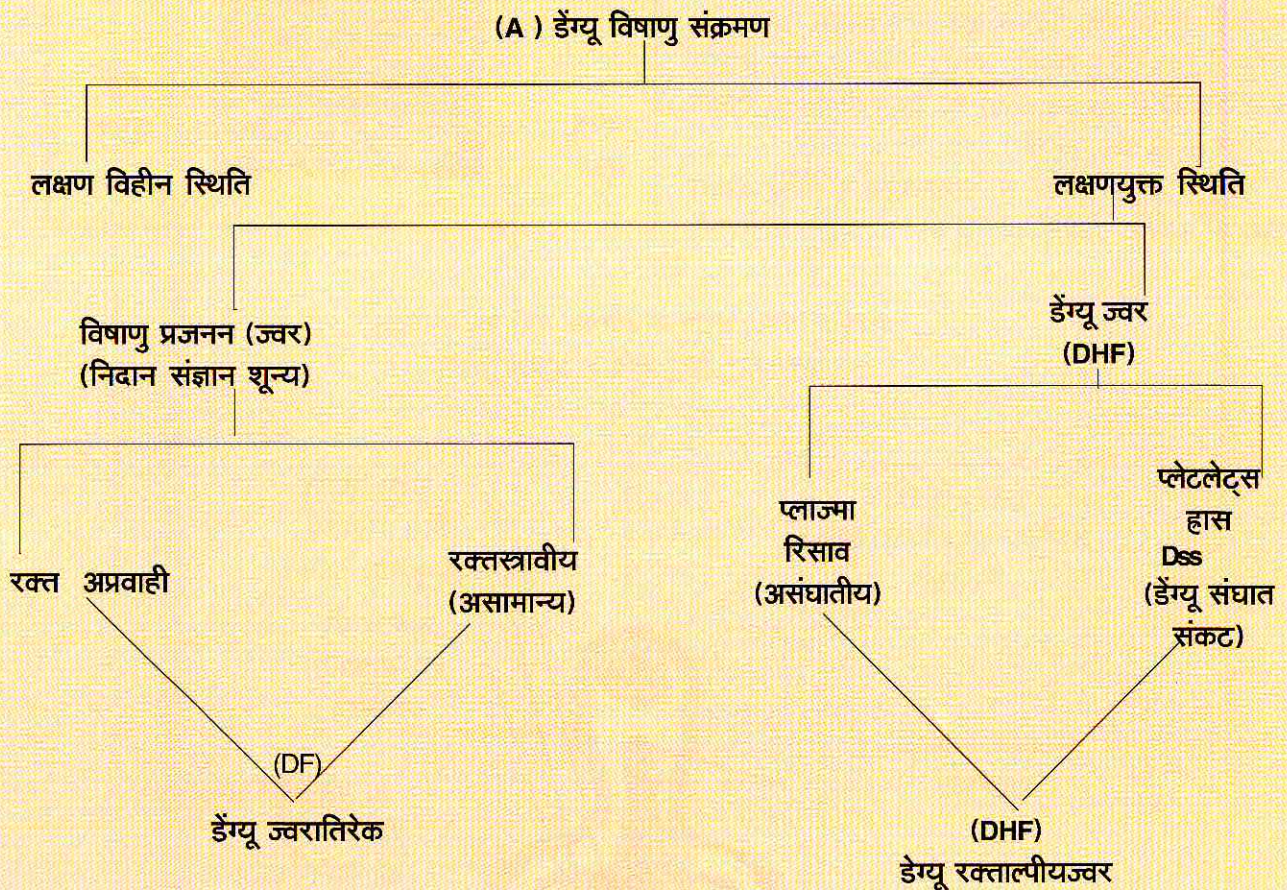 (A ) डेंग्यू विषाणु संक्रमण
लक्षण विहीन स्थिति
लक्षणयुक्त स्थिति
विषाणु प्रजनन (ज्वर)
(निदान संज्ञान शून्य)
डेंग्यू ज्वर
(DHF)
रक्त अप्रवाही
रक्तस्त्रावीय
(असामान्य)
प्लाज्मा
रिसाव
(असंघातीय)
प्लेटलेट्स
ह्रास
Dss
(डेंग्यू संघात
संकट)
(DF)
डेंग्यू ज्वरातिरेक
(DHF)
डेग्यू रक्ताल्पीयज्वर